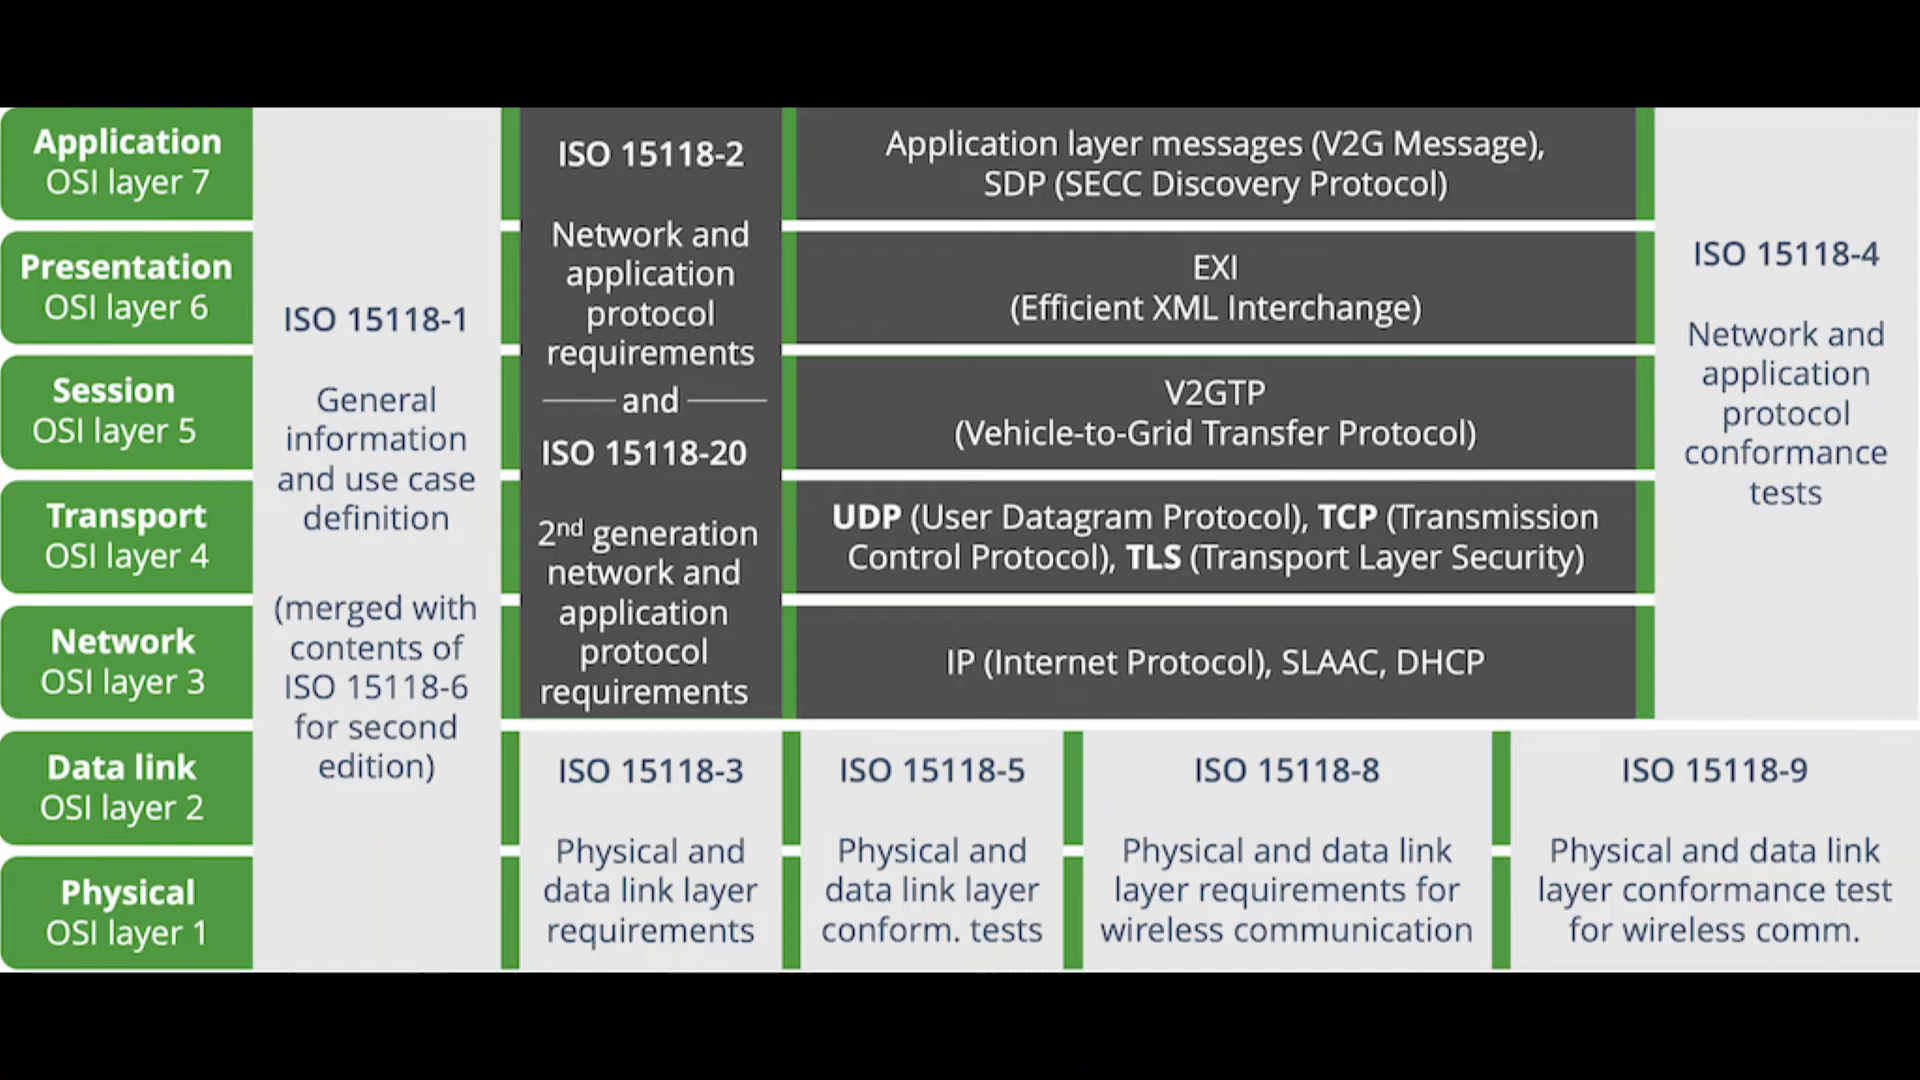 Application
OSI layer 7
Presentation
OSI layer 6
Session
OSI layer 5
Transport
OSI layer 4
Network
OSI layer 3
Data link
OSI layer 2
Physical
OSI layer 1
ISO 15118-1
General
information
and use case
definition
(merged with
contents of
ISO 15118-6
for second
edition)
ISO 15118-2
Network and
application
protocol
requirements
and
ISO 15118-20
2nd generation
network and
application
protocol
requirements
Application layer messages (V2G Message),
SDP (SECC Discovery Protocol)
EXI
(Efficient XML Interchange)
V2GTP
(Vehicle-to-Grid Transfer Protocol)
UDP (User Datagram Protocol), TCP (Transmission
Control Protocol), TLS (Transport Layer Security)
IP (Internet Protocol), SLAAC, DHCP
ISO 15118-4
Network and
application
protocol
conformance
tests
ISO 15118-3
Physical and
data link layer
requirements
ISO 15118-5
Physical and
data link layer
conform. tests
ISO 15118-8
Physical and data link
layer requirements for
wireless communication
ISO 15118-9
Physical and data link
layer conformance test
for wireless comm.